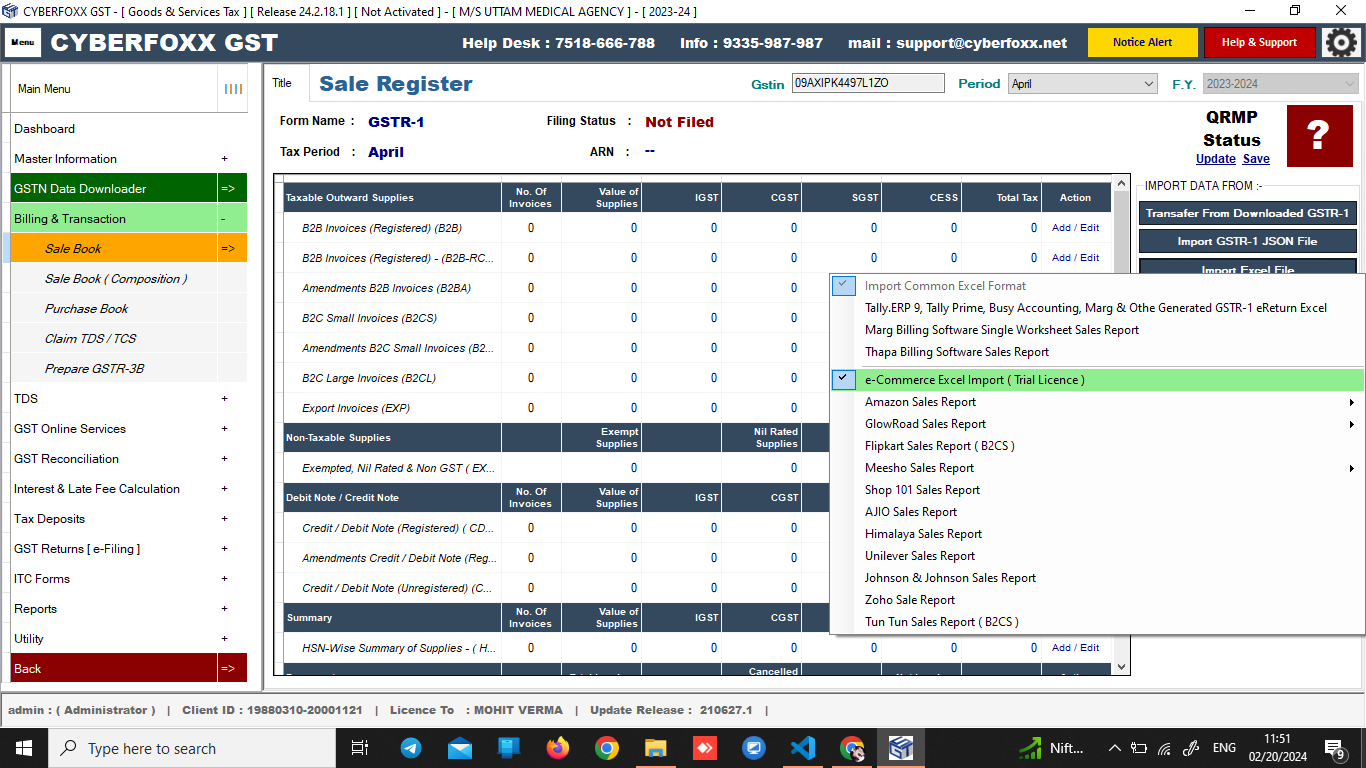 CYBERFOXX GST - [ Goods & Services Tax ] [ Release 24.2.18.1 ] [ Not Activated ] - [ M/S UTTAM MEDICAL AGENCY ] - [ 2023-24 ]
Menu CYBERFOXX GST Help Desk : 7518-666-788 Info : 9335-987-987 mail : support@cyberfoxx.net Notice Alert Help & Support
Main Menu
Dashboard
Master Information +
GSTN Data Downloader =>
Billing & Transaction -
Sale Book =>
Sale Book ( Composition )
Purchase Book
Claim TDS / TCS
Prepare GSTR-3B
TDS +
GST Online Services +
GST Reconciliation +
Interest & Late Fee Calculation +
Tax Deposits +
GST Returns [ e-Filing ] +
ITC Forms +
Reports +
Utility +
Back =>
Title Sale Register Gstin 09AXIPK4497L1ZO Period April F.Y. 2023-2024
Form Name : GSTR-1 Filing Status : Not Filed
Tax Period : April ARN : --
QRMP
Status
Update Save
?
IMPORT DATA FROM :-
Transafer From Downloaded GSTR-1
Import GSTR-1 JSON File
Import Excel File
Taxable Outward Supplies No. Of Invoices Value of Supplies IGST CGST SGST CESS Total Tax Action
B2B Invoices (Registered) (B2B) 0 0 0 0 0 0 0 Add / Edit
B2B Invoices (Registered) - (B2B-RC... 0 0 0 0 0 0 0 Add / Edit
Amendments B2B Invoices (B2BA) 0 0 0 0
B2C Small Invoices (B2CS) 0 0 0 0
Amendments B2C Small Invoices (B2... 0 0 0 0
B2C Large Invoices (B2CL) 0 0 0 0
Export Invoices (EXP) 0 0 0 0
Non-Taxable Supplies Exempt Supplies Nil Rated Supplies
Exempted, Nil Rated & Non GST ( EX... 0 0
Debit Note / Credit Note No. Of Invoices Value of Supplies IGST CGST
Credit / Debit Note (Registered) ( CD... 0 0 0 0
Amendments Credit / Debit Note (Reg... 0 0 0 0
Credit / Debit Note (Unregistered) (C... 0 0 0 0
Summary No. Of Invoices Value of Supplies IGST CGST
HSN-Wise Summary of Supplies - ( H... 0 0 0 0 0 0 0 Add / Edit
Cancelled
Import Common Excel Format
Tally.ERP 9, Tally Prime, Busy Accounting, Marg & Othe Generated GSTR-1 eReturn Excel
Marg Billing Software Single Worksheet Sales Report
Thapa Billing Software Sales Report
e-Commerce Excel Import ( Trial Licence )
Amazon Sales Report
GlowRoad Sales Report
Flipkart Sales Report ( B2CS )
Meesho Sales Report
Shop 101 Sales Report
AJIO Sales Report
Himalaya Sales Report
Unilever Sales Report
Johnson & Johnson Sales Report
Zoho Sale Report
Tun Tun Sales Report ( B2CS )
admin : ( Administrator ) | Client ID : 19880310-20001121 | Licence To : MOHIT VERMA | Update Release : 210627.1 |
Type here to search Nift... ENG 11:51
02/20/2024 9